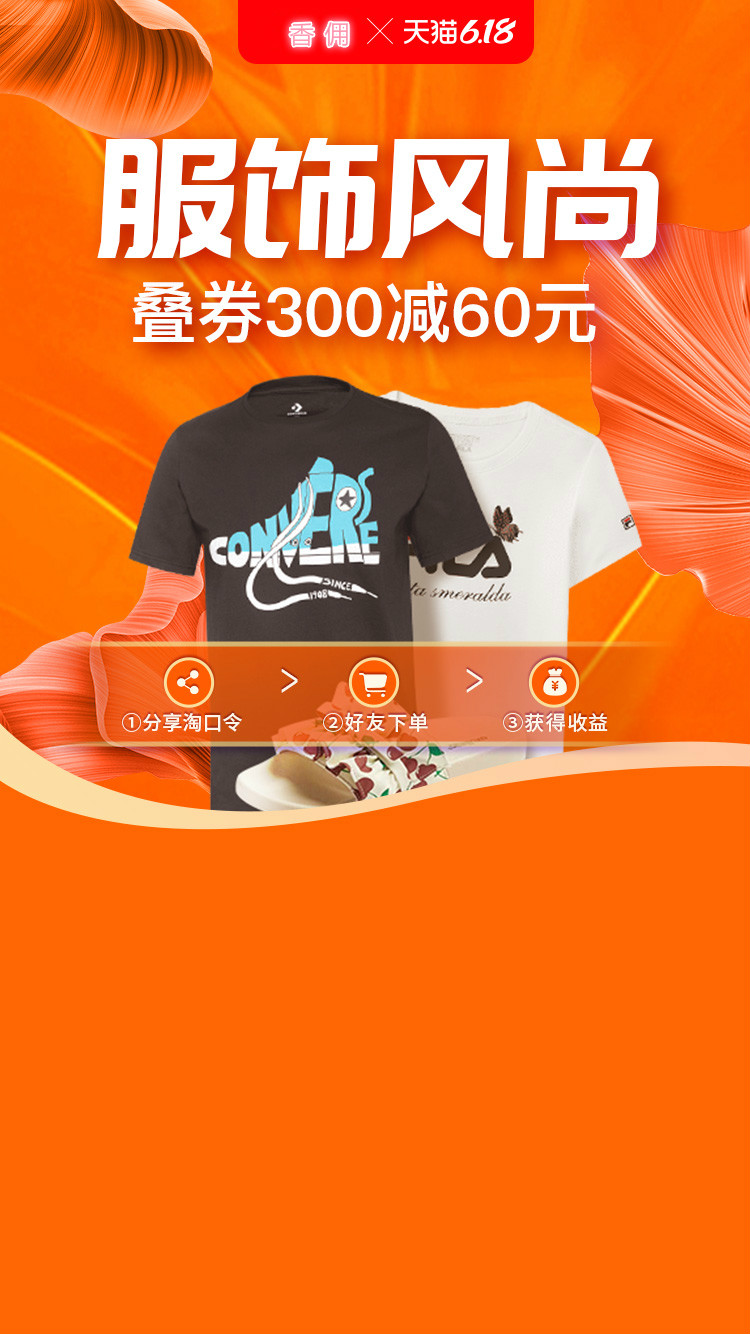 香佣 × 天猫6.18
服饰风尚
叠券300减60元
CONVERSE
SINCE
1908
ta smeralda
①分享淘口令 > ②好友下单 > ③获得收益